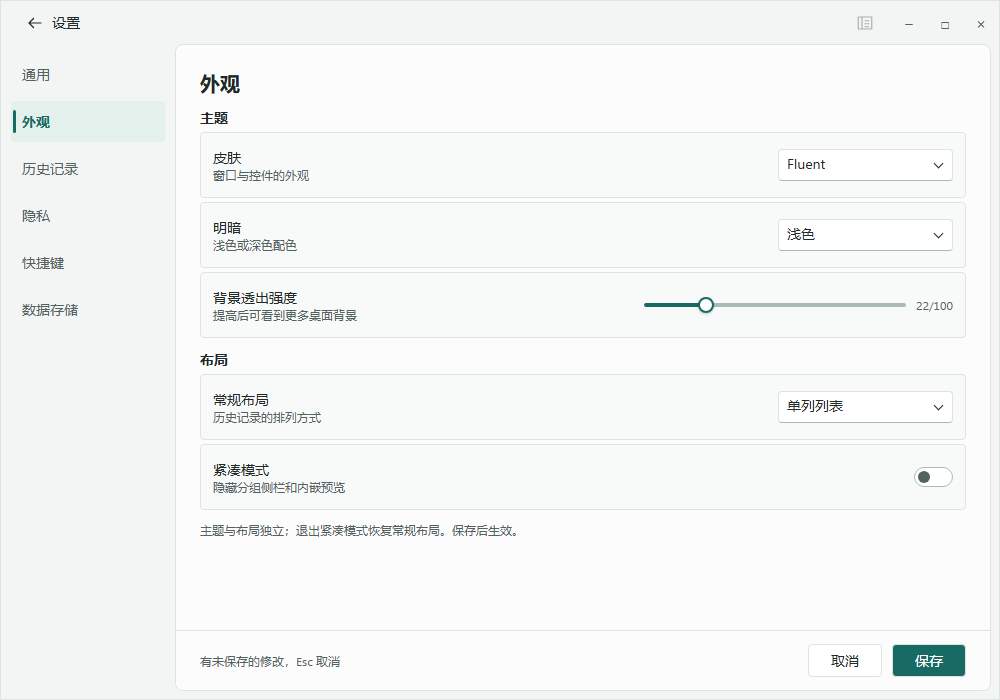 设置
通用
外观
历史记录
隐私
快捷键
数据存储
外观
主题
皮肤
窗口与控件的外观
Fluent
明暗
浅色或深色配色
浅色
背景透出强度
提高后可看到更多桌面背景
22/100
布局
常规布局
历史记录的排列方式
单列列表
紧凑模式
隐藏分组侧栏和内嵌预览
主题与布局独立；退出紧凑模式恢复常规布局。保存后生效。
有未保存的修改，Esc 取消
取消
保存